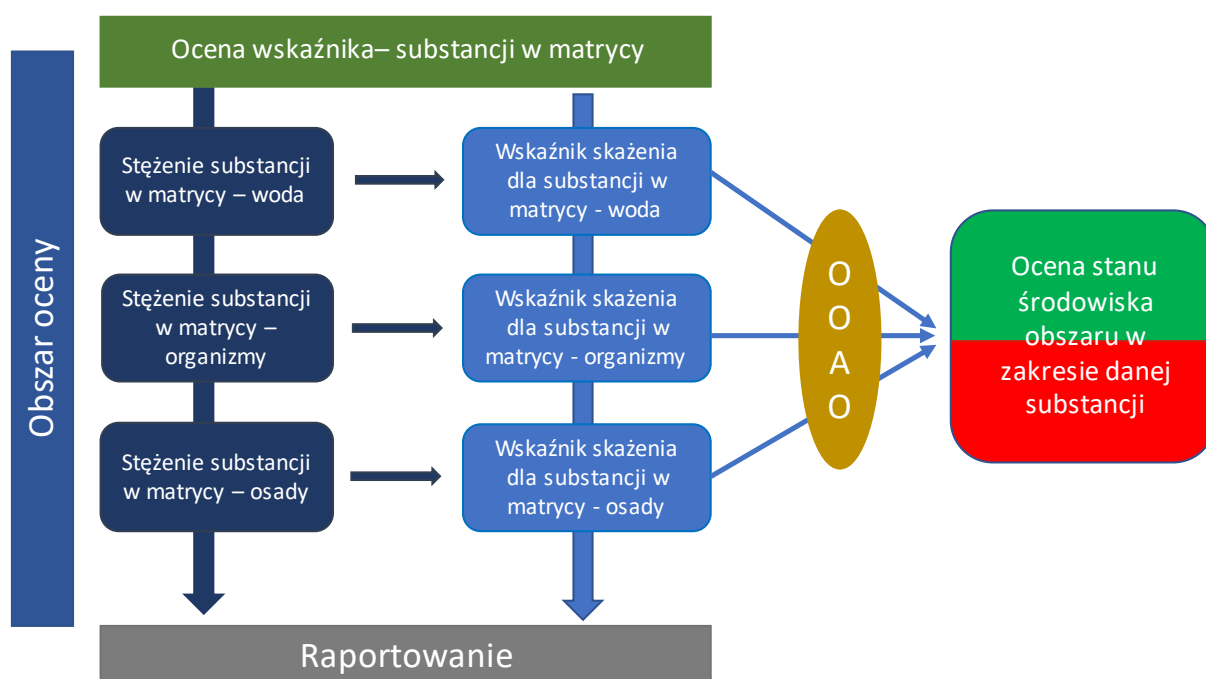 Ocena wskaźnika– substancji w matrycy
Obszar oceny
Stężenie substancji
w matrycy – woda
Wskaźnik skażenia
dla substancji w
matrycy - woda
Stężenie substancji
w matrycy –
organizmy
Wskaźnik skażenia
dla substancji w
matrycy - organizmy
Stężenie substancji
w matrycy – osady
Wskaźnik skażenia
dla substancji w
matrycy - osady
O
O
A
O
Ocena stanu
środowiska
obszaru w
zakresie danej
substancji
Raportowanie